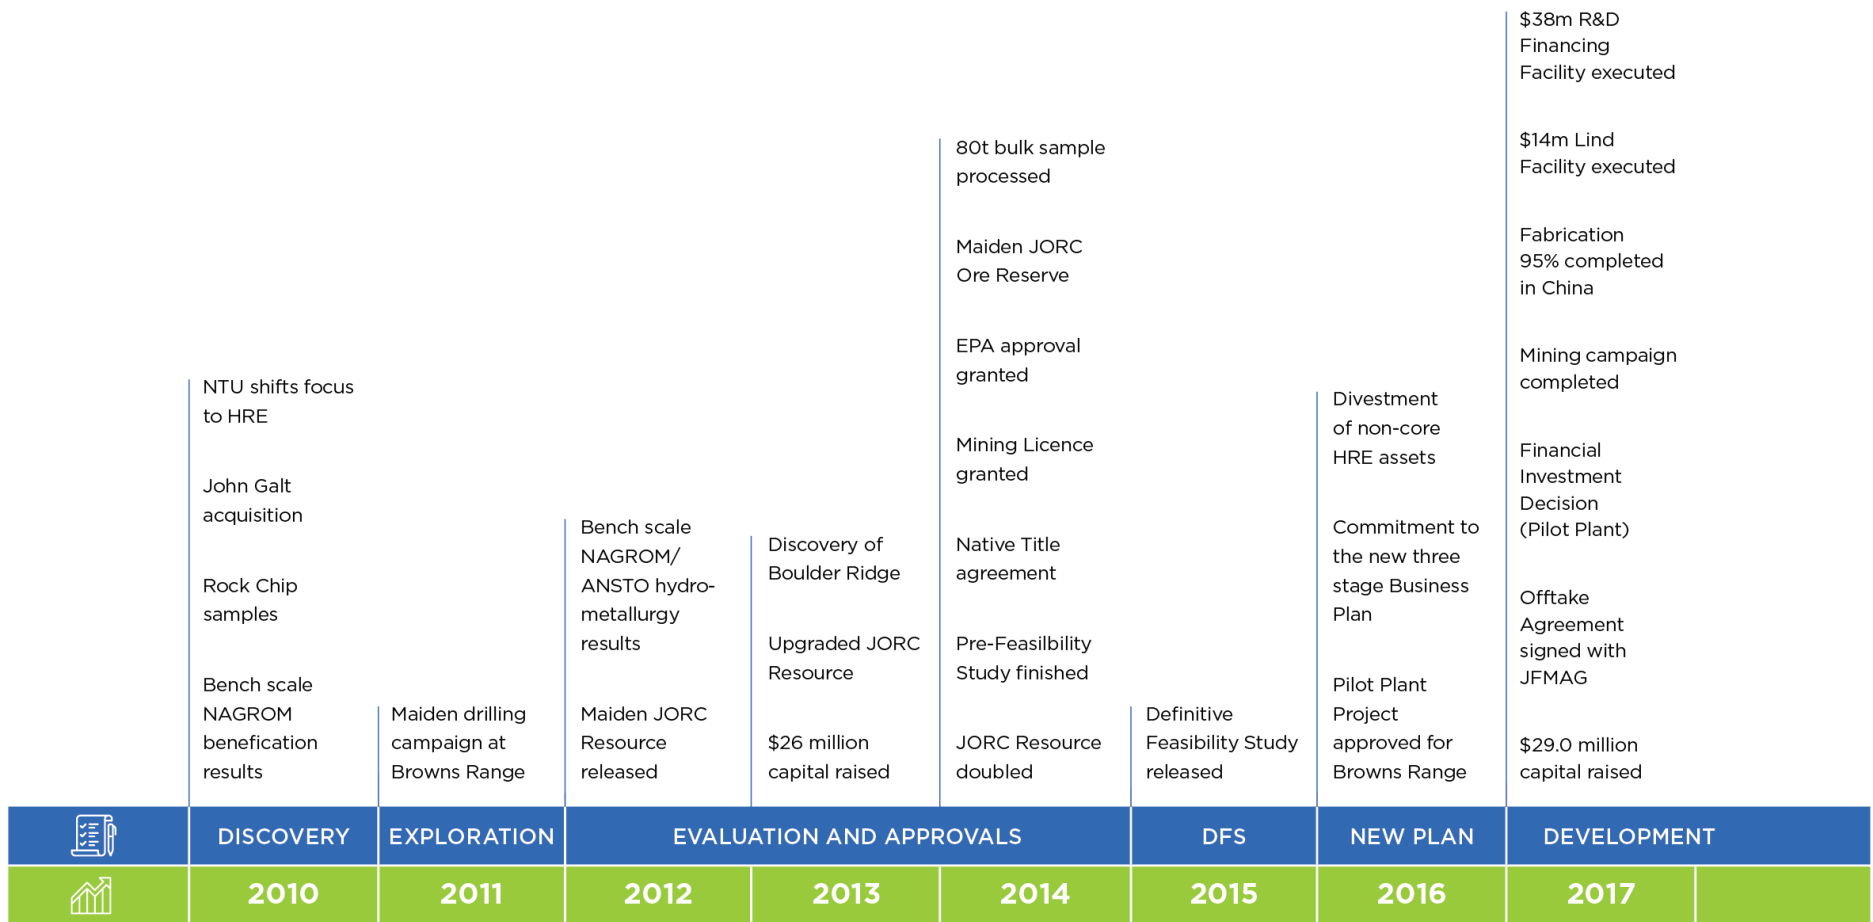 NTU shifts focus
to HRE
John Galt
acquisition
Rock Chip
samples
Bench scale
NAGROM
benefication
results
Maiden drilling
campaign at
Browns Range
Bench scale
NAGROM/
ANSTO hydro-
metallurgy
results
Maiden JORC
Resource
released
Discovery of
Boulder Ridge
Upgraded JORC
Resource
$26 million
capital raised
80t bulk sample
processed
Maiden JORC
Ore Reserve
EPA approval
granted
Mining Licence
granted
Native Title
agreement
Pre-Feasilbility
Study finished
JORC Resource
doubled
Definitive
Feasibility Study
released
Divestment
of non-core
HRE assets
Commitment to
the new three
stage Business
Plan
Pilot Plant
Project
approved for
Browns Range
$38m R&D
Financing
Facility executed
$14m Lind
Facility executed
Fabrication
95% completed
in China
Mining campaign
completed
Financial
Investment
Decision
(Pilot Plant)
Offtake
Agreement
signed with
JFMAG
$29.0 million
capital raised
DISCOVERY
EXPLORATION
EVALUATION AND APPROVALS
DFS
NEW PLAN
DEVELOPMENT
2010
2011
2012
2013
2014
2015
2016
2017